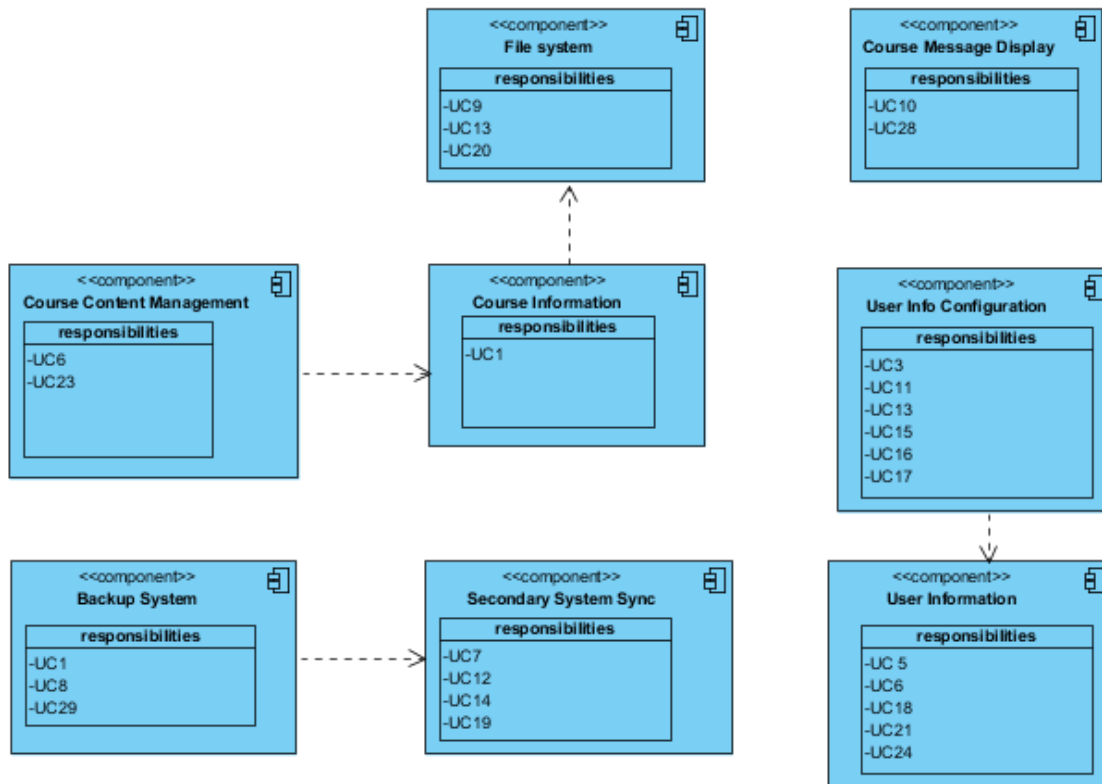 <<component>>
File system
responsibilities
-UC9
-UC13
-UC20
<<component>>
Course Message Display
responsibilities
-UC10
-UC28
<<component>>
Course Content Management
responsibilities
-UC6
-UC23
<<component>>
Course Information
responsibilities
-UC1
<<component>>
User Info Configuration
responsibilities
-UC3
-UC11
-UC13
-UC15
-UC16
-UC17
<<component>>
Backup System
responsibilities
-UC1
-UC8
-UC29
<<component>>
Secondary System Sync
responsibilities
-UC7
-UC12
-UC14
-UC19
<<component>>
User Information
responsibilities
-UC 5
-UC6
-UC18
-UC21
-UC24